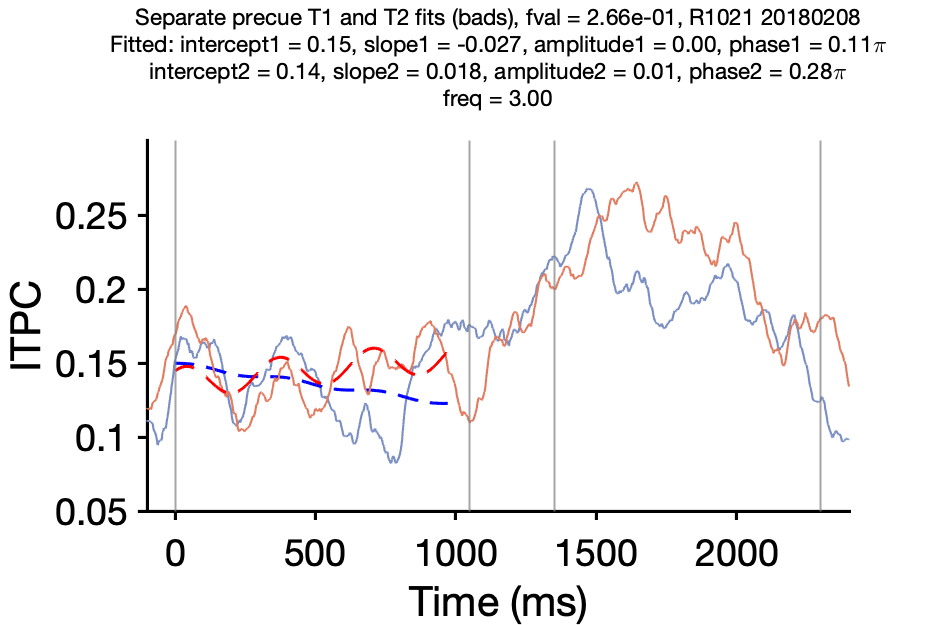 Separate precue T1 and T2 fits (bads), fval = 2.66e-01, R1021 20180208
Fitted: intercept1 = 0.15, slope1 = -0.027, amplitude1 = 0.00, phase1 = 0.11π
intercept2 = 0.14, slope2 = 0.018, amplitude2 = 0.01, phase2 = 0.28π
freq = 3.00
0.25
0.2
0.15
0.1
0.05
ITPC
0 500 1000 1500 2000
Time (ms)